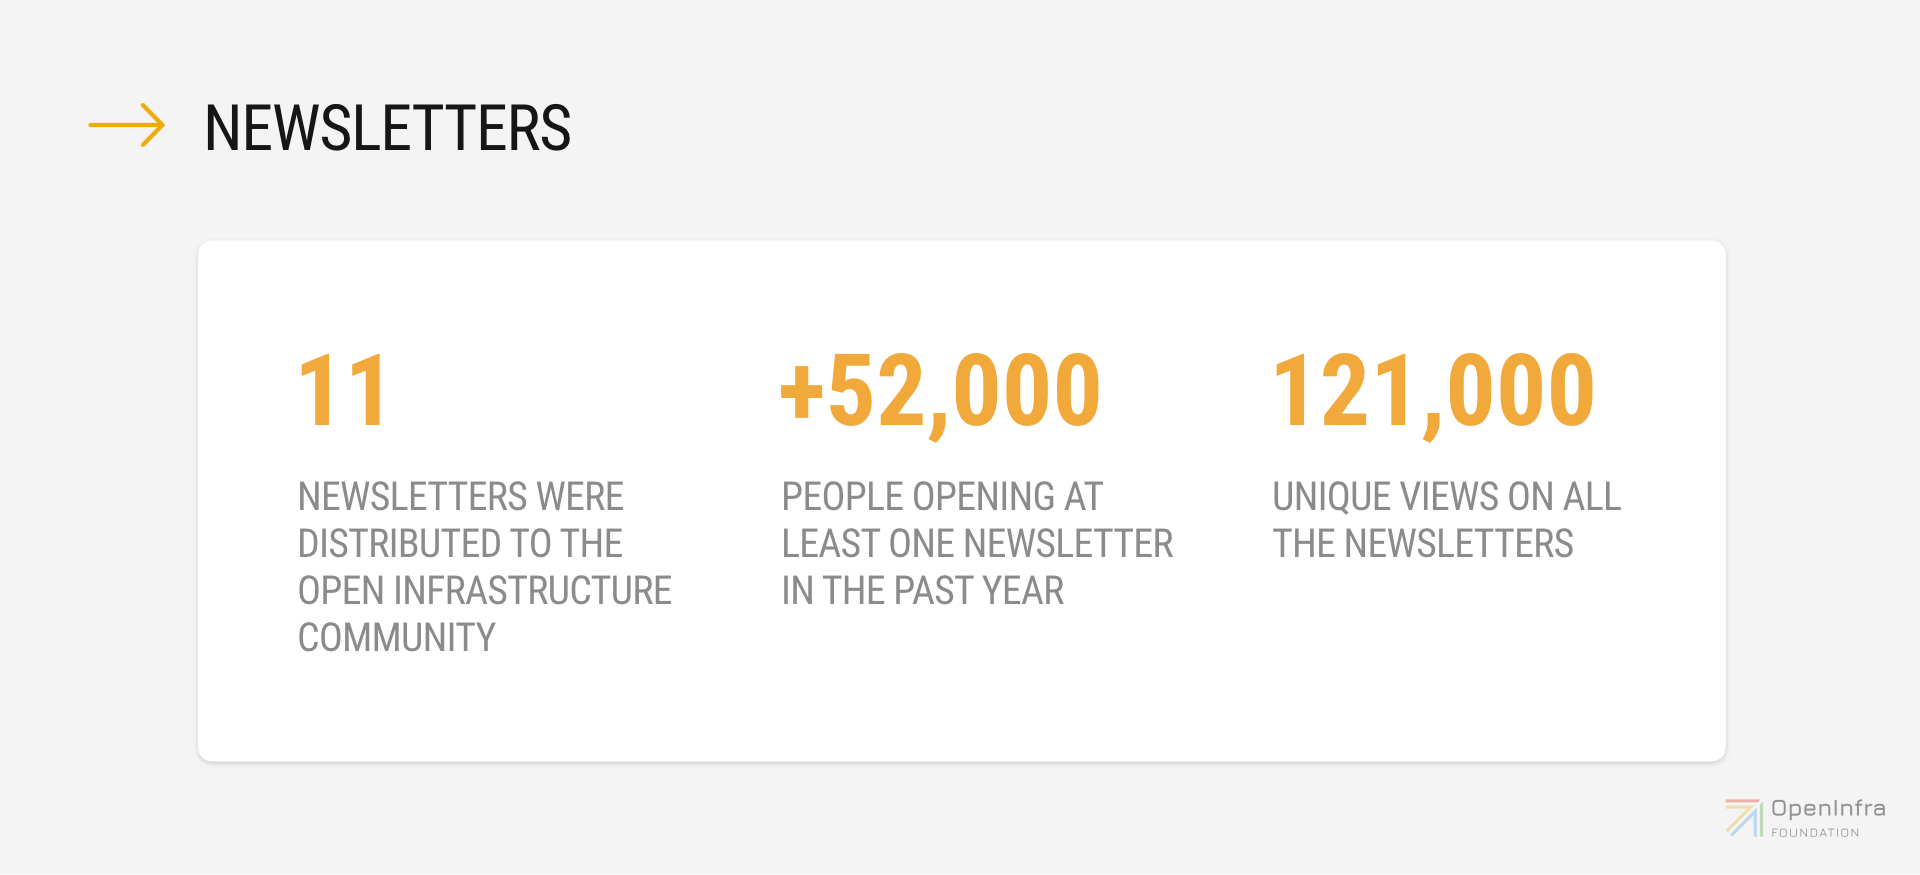 NEWSLETTERS
11
NEWSLETTERS WERE
DISTRIBUTED TO THE
OPEN INFRASTRUCTURE
COMMUNITY
+52,000
PEOPLE OPENING AT
LEAST ONE NEWSLETTER
IN THE PAST YEAR
121,000
UNIQUE VIEWS ON ALL
THE NEWSLETTERS
OpenInfra
FOUNDATION